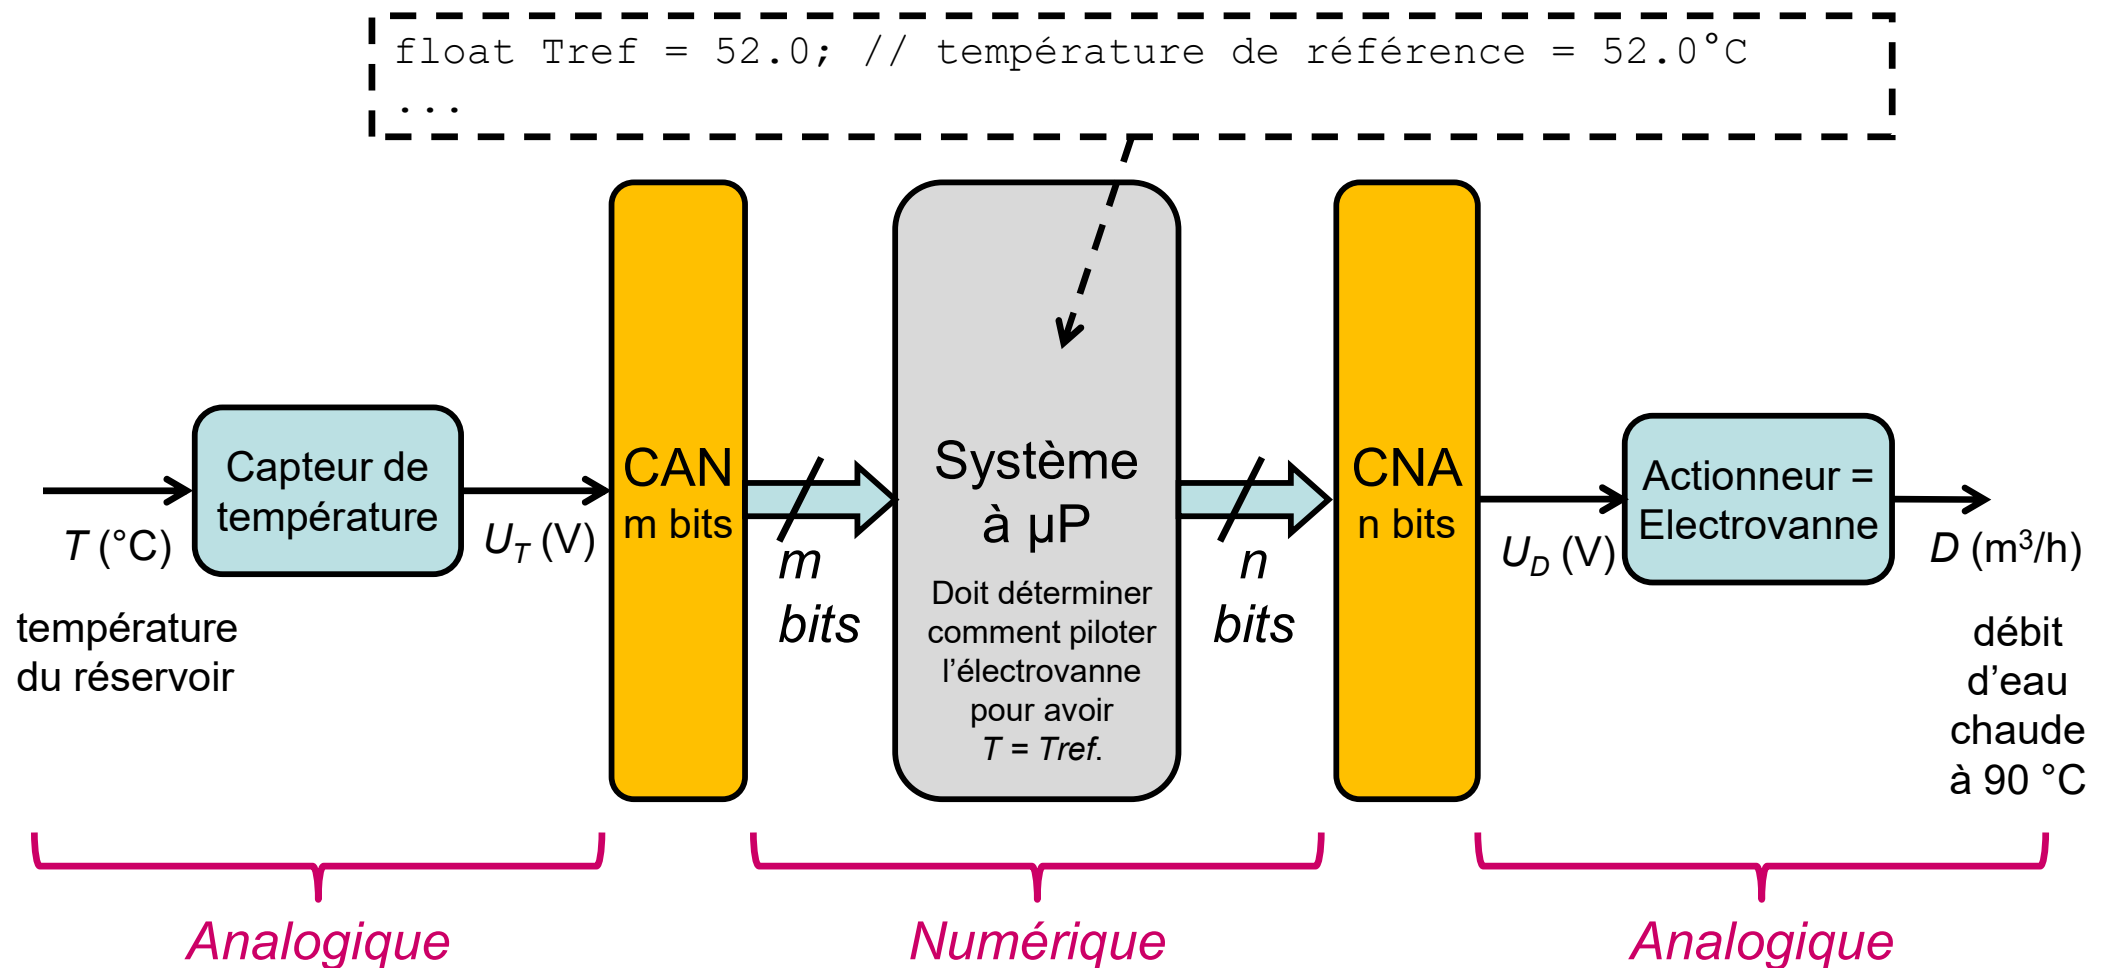 float Tref = 52.0; // température de référence = 52.0°C
...
Capteur de
température
T (°C)
température
du réservoir
U_T (V)
CAN
m bits
m
bits
Système
à µP
Doit déterminer
comment piloter
l’électrovanne
pour avoir
T = Tref.
n
bits
CNA
n bits
U_D (V)
Actionneur =
Electrovanne
D (m³/h)
débit
d’eau
chaude
à 90 °C
Analogique
Numérique
Analogique